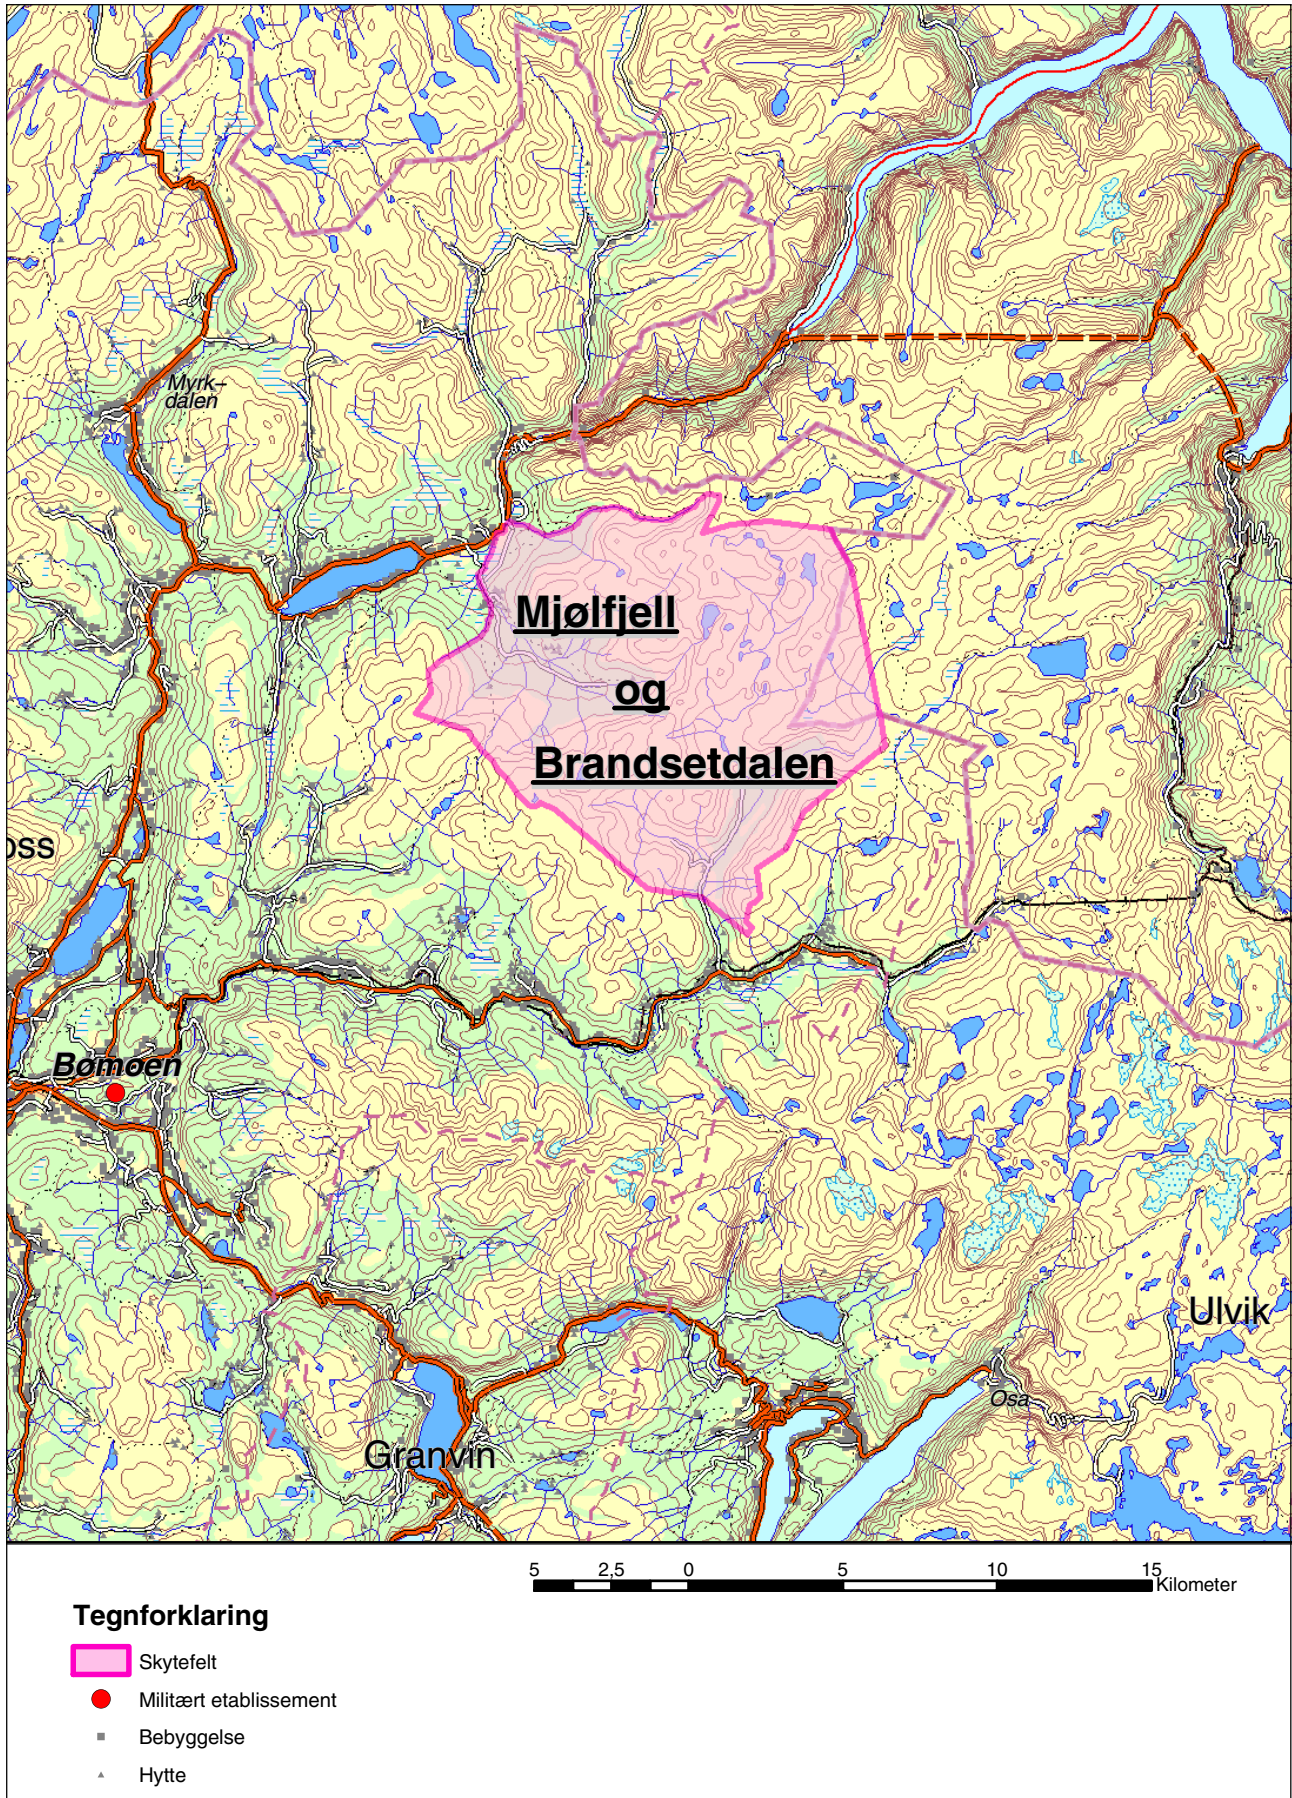 Myrk–
dalen
Mjølfjell
og
Brandsetdalen
oss
Bømoen
Ulvik
Osa
Granvin
5 2,5 0 5 10 15
Kilometer
Tegnforklaring
Skytefelt
Militært etablissement
Bebyggelse
Hytte